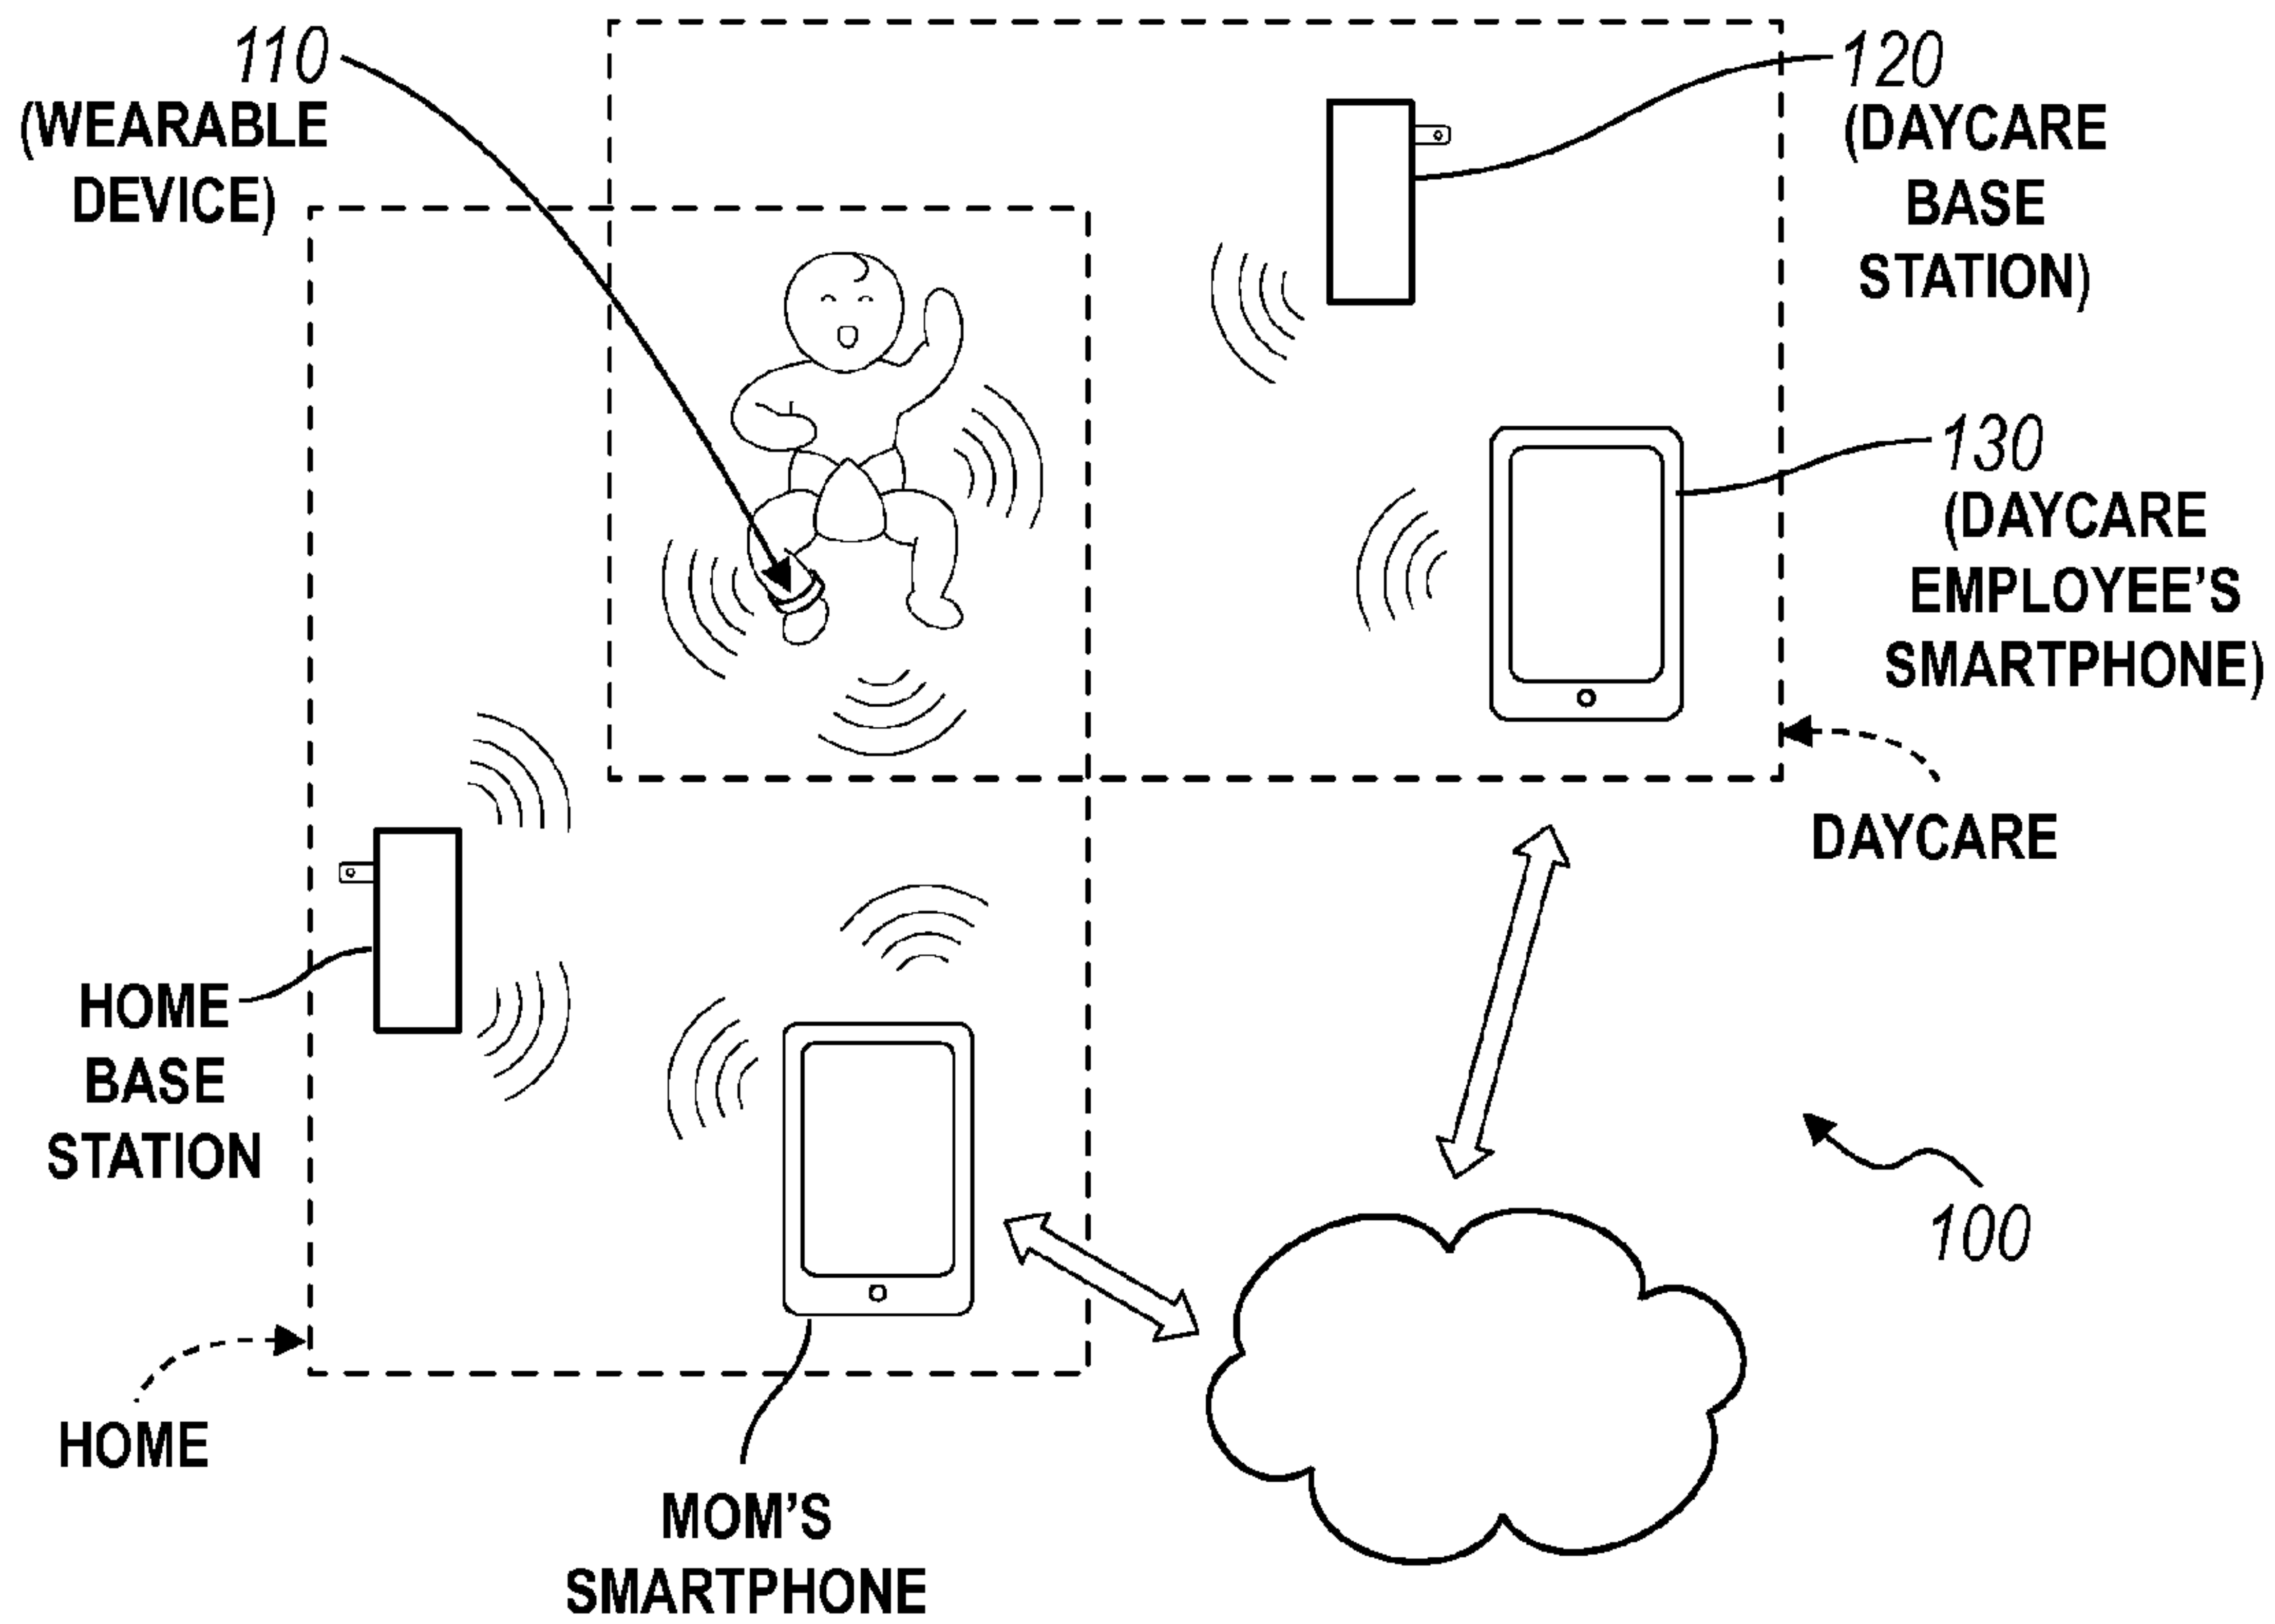 110
(WEARABLE
DEVICE)
120
(DAYCARE
BASE
STATION)
130
(DAYCARE
EMPLOYEE'S
SMARTPHONE)
DAYCARE
HOME
BASE
STATION
100
HOME
MOM'S
SMARTPHONE